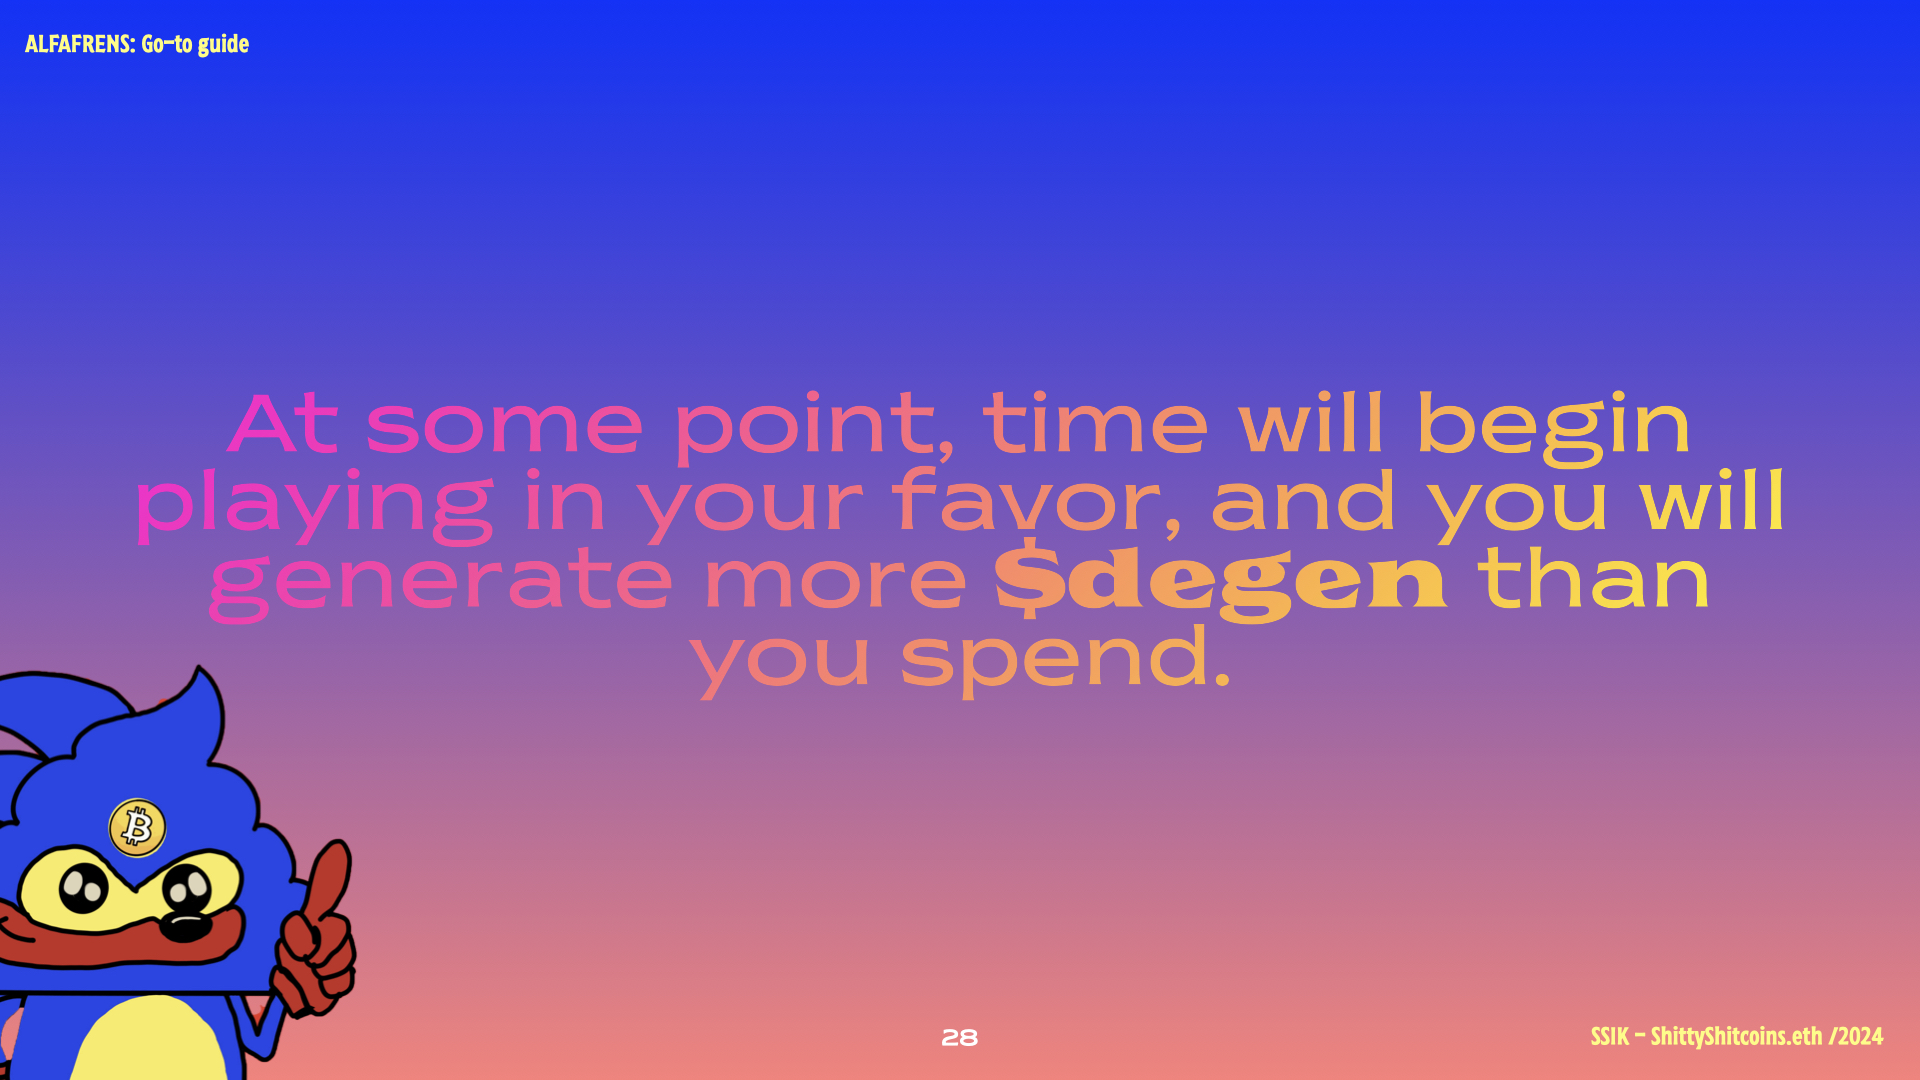 ALFAFRENS: Go-to guide
At some point, time will begin
playing in your favor, and you will
generate more $degen than
you spend.
28
SSIK - ShittyShitcoins.eth /2024